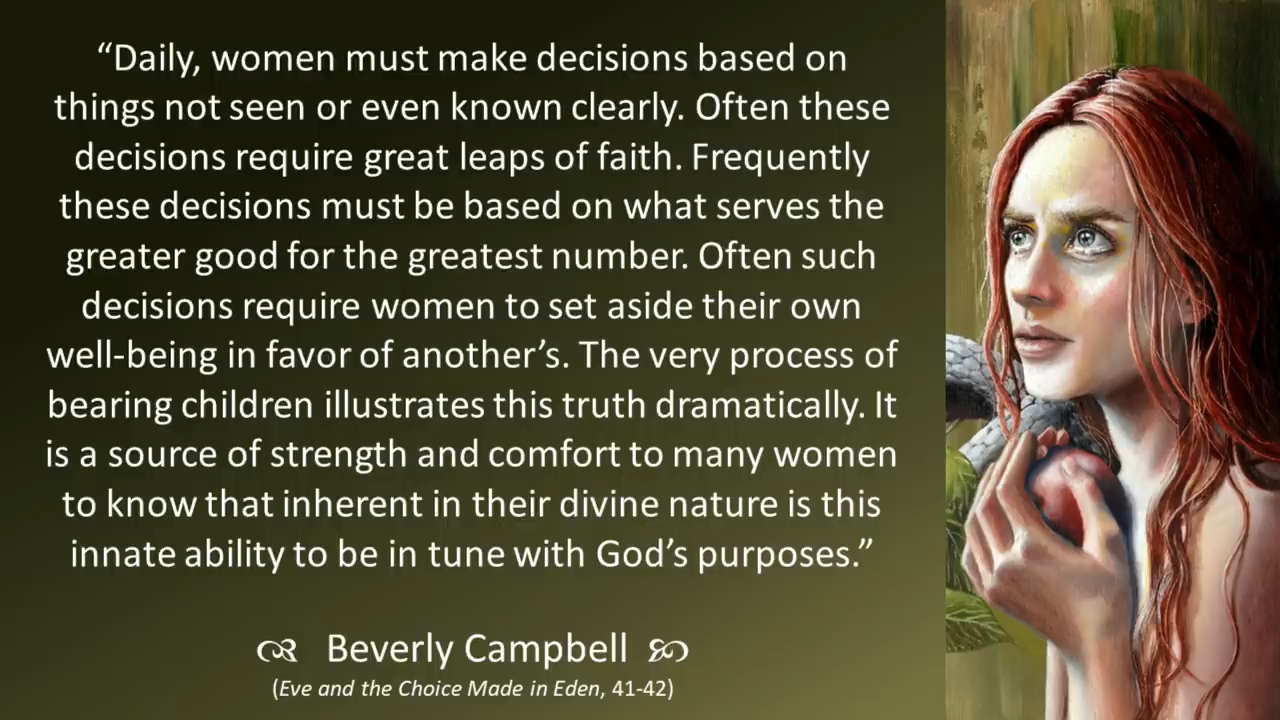 “Daily, women must make decisions based on
things not seen or even known clearly. Often these
decisions require great leaps of faith. Frequently
these decisions must be based on what serves the
greater good for the greatest number. Often such
decisions require women to set aside their own
well-being in favor of another’s. The very process of
bearing children illustrates this truth dramatically. It
is a source of strength and comfort to many women
to know that inherent in their divine nature is this
innate ability to be in tune with God’s purposes.”
Beverly Campbell
(Eve and the Choice Made in Eden, 41-42)